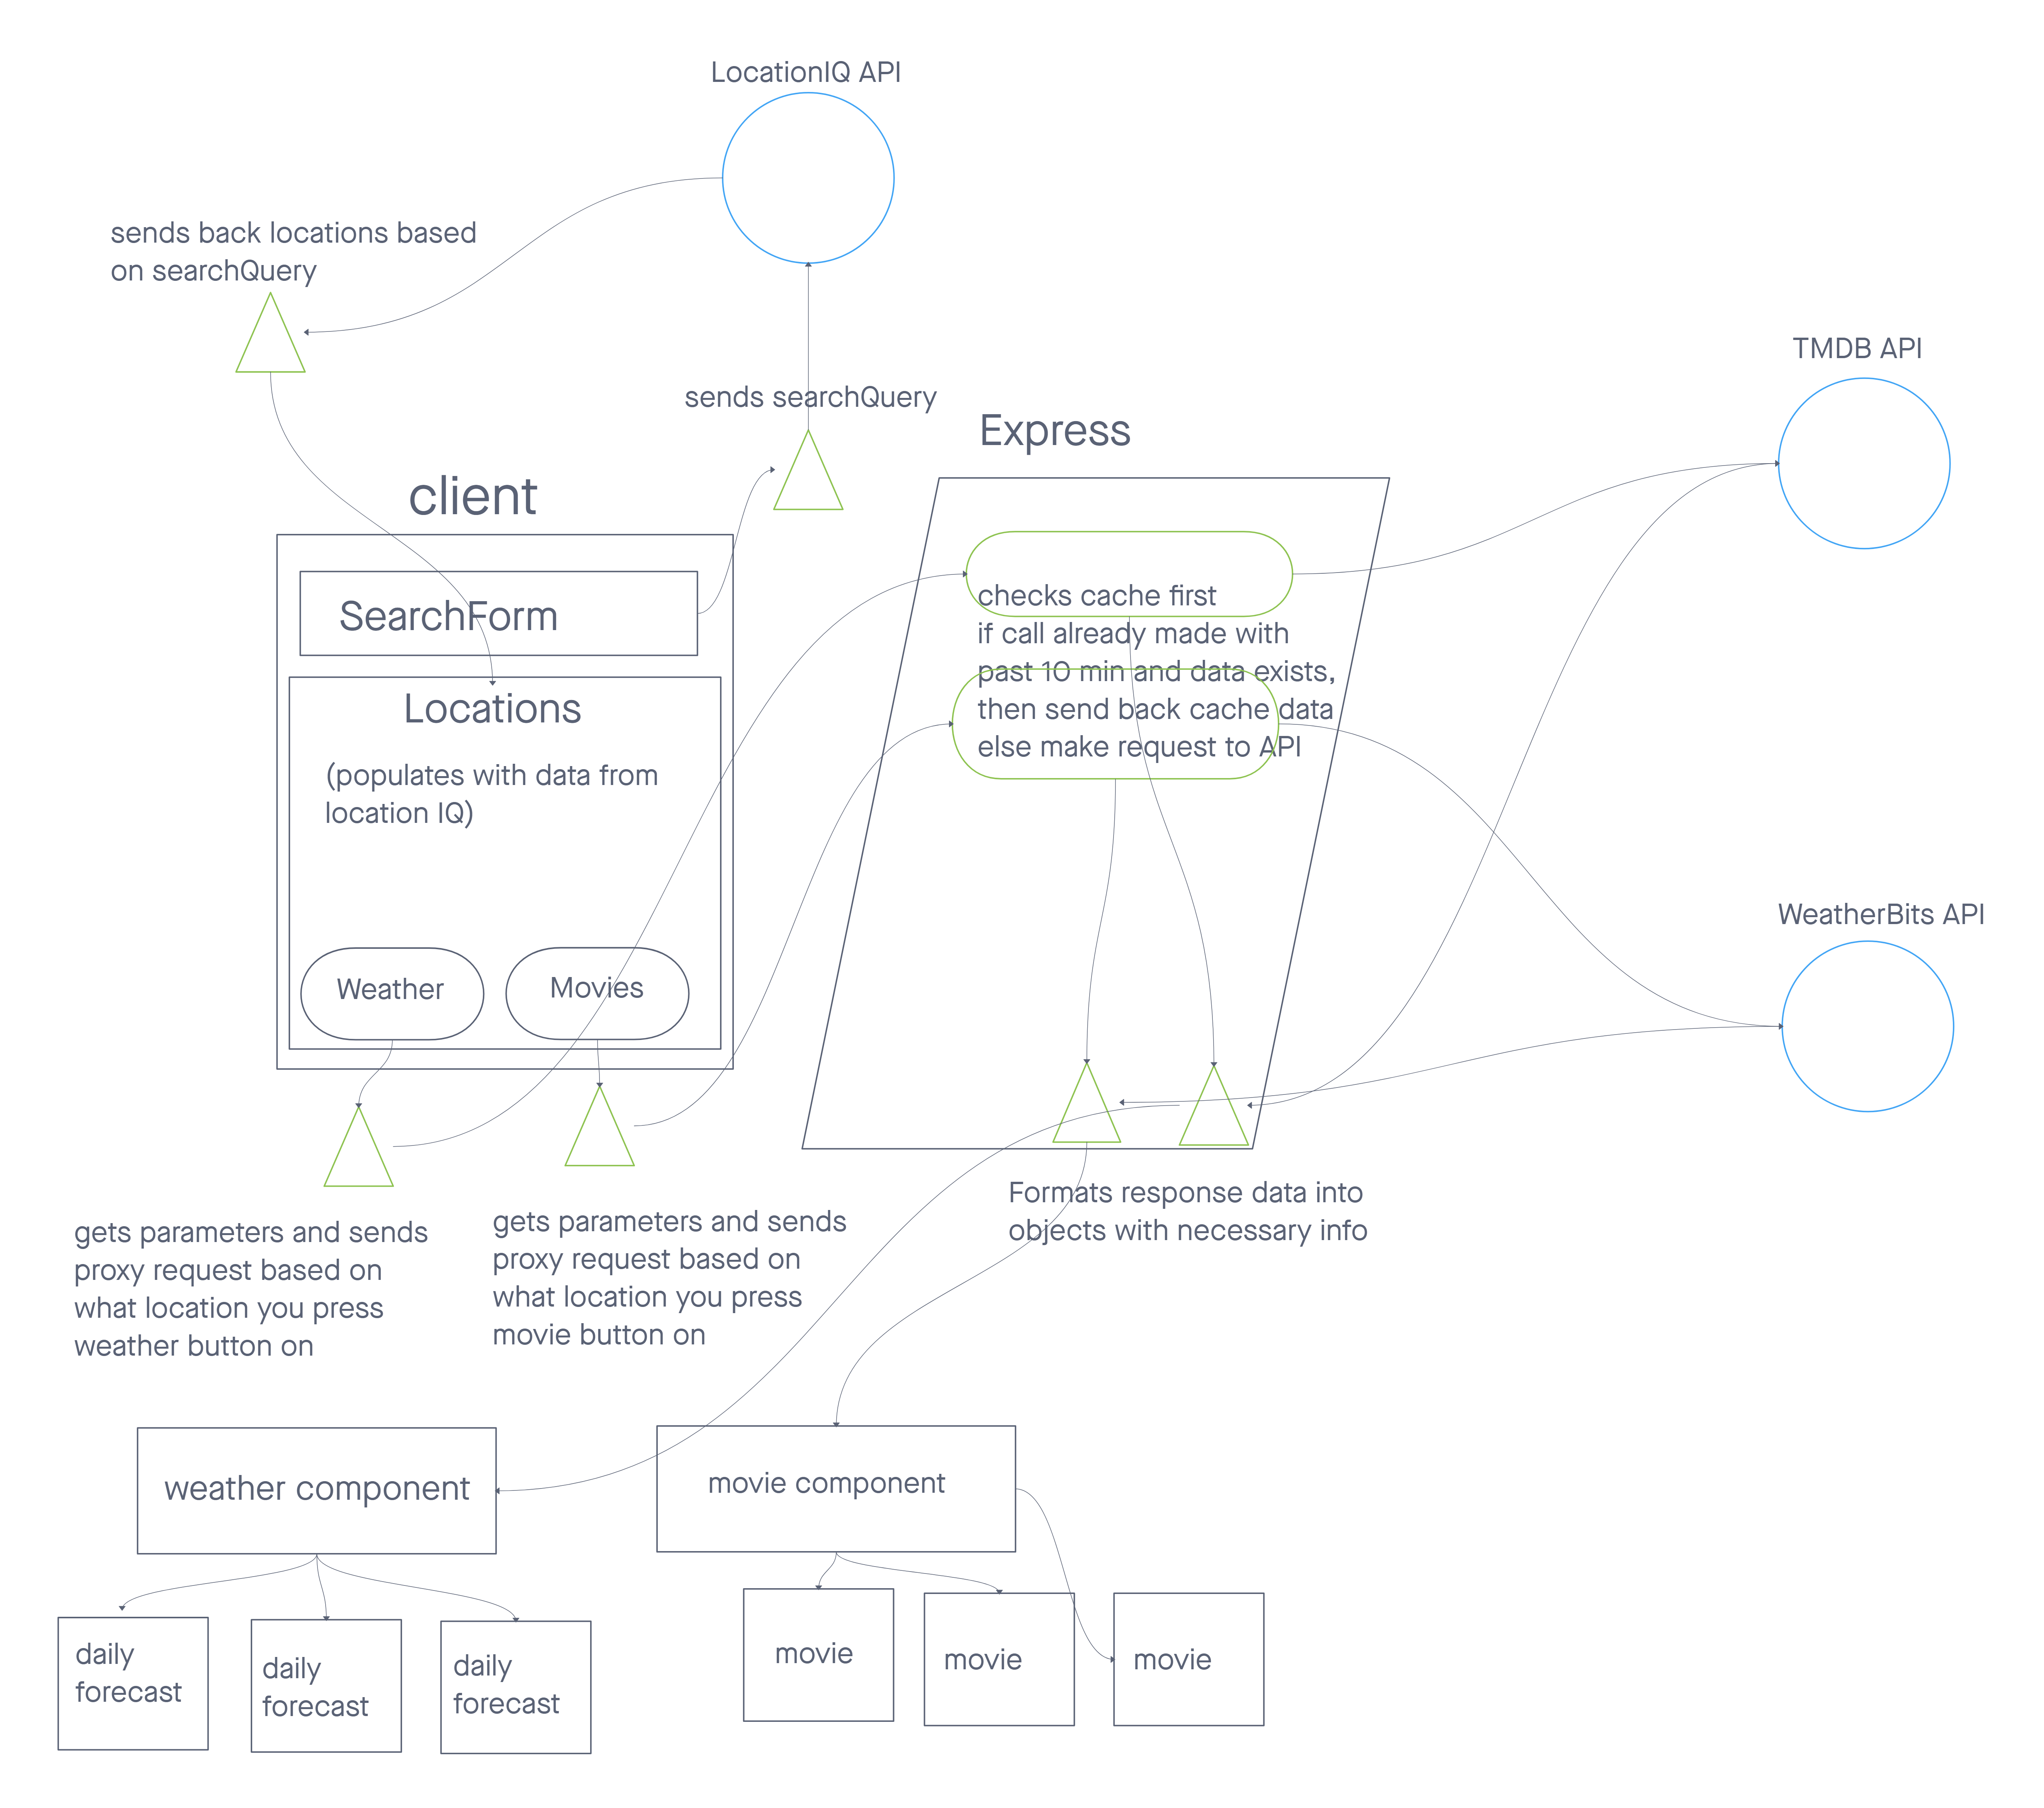 LocationIQ API
sends back locations based
on searchQuery
TMDB API
sends searchQuery
Express
client
checks cache first
if call already made with
past 10 min and data exists,
then send back cache data
else make request to API
SearchForm
Locations
(populates with data from
location IQ)
WeatherBits API
Weather
Movies
Formats response data into
objects with necessary info
gets parameters and sends
proxy request based on
what location you press
weather button on
gets parameters and sends
proxy request based on
what location you press
movie button on
weather component
movie component
daily
forecast
daily
forecast
daily
forecast
movie
movie
movie